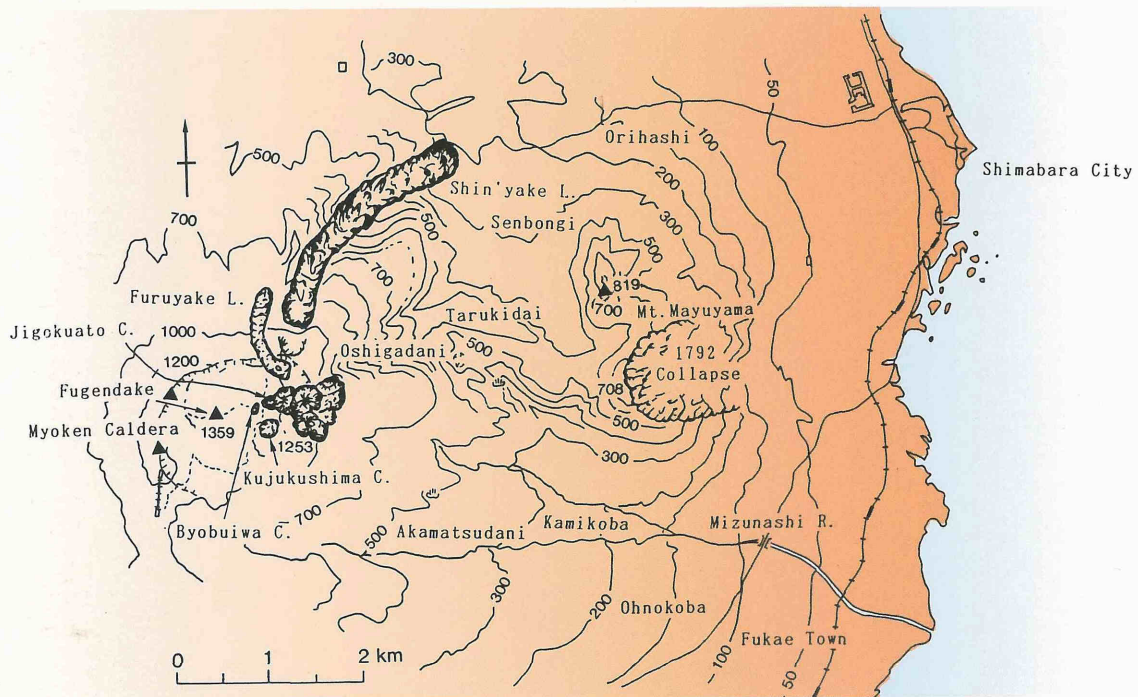 300
500
700
50
100
Orihashi
200
Shimabara City
Shin'yake L.
Senbongi
300
500
500
700
819
700
Mt. Mayuyama
Furuyake L.
Tarukidai
Jigokuato C.
1000
1200
Oshigadani
500
1792
Collapse
Fugendake
708
1359
Myoken Caldera
1253
500
300
Kujukushima C.
700
Byobuiwa C.
500
Akamatsudani
Kamikoba
Mizunashi R.
300
200
Ohnokoba
100
Fukae Town
50
0 1 2 km